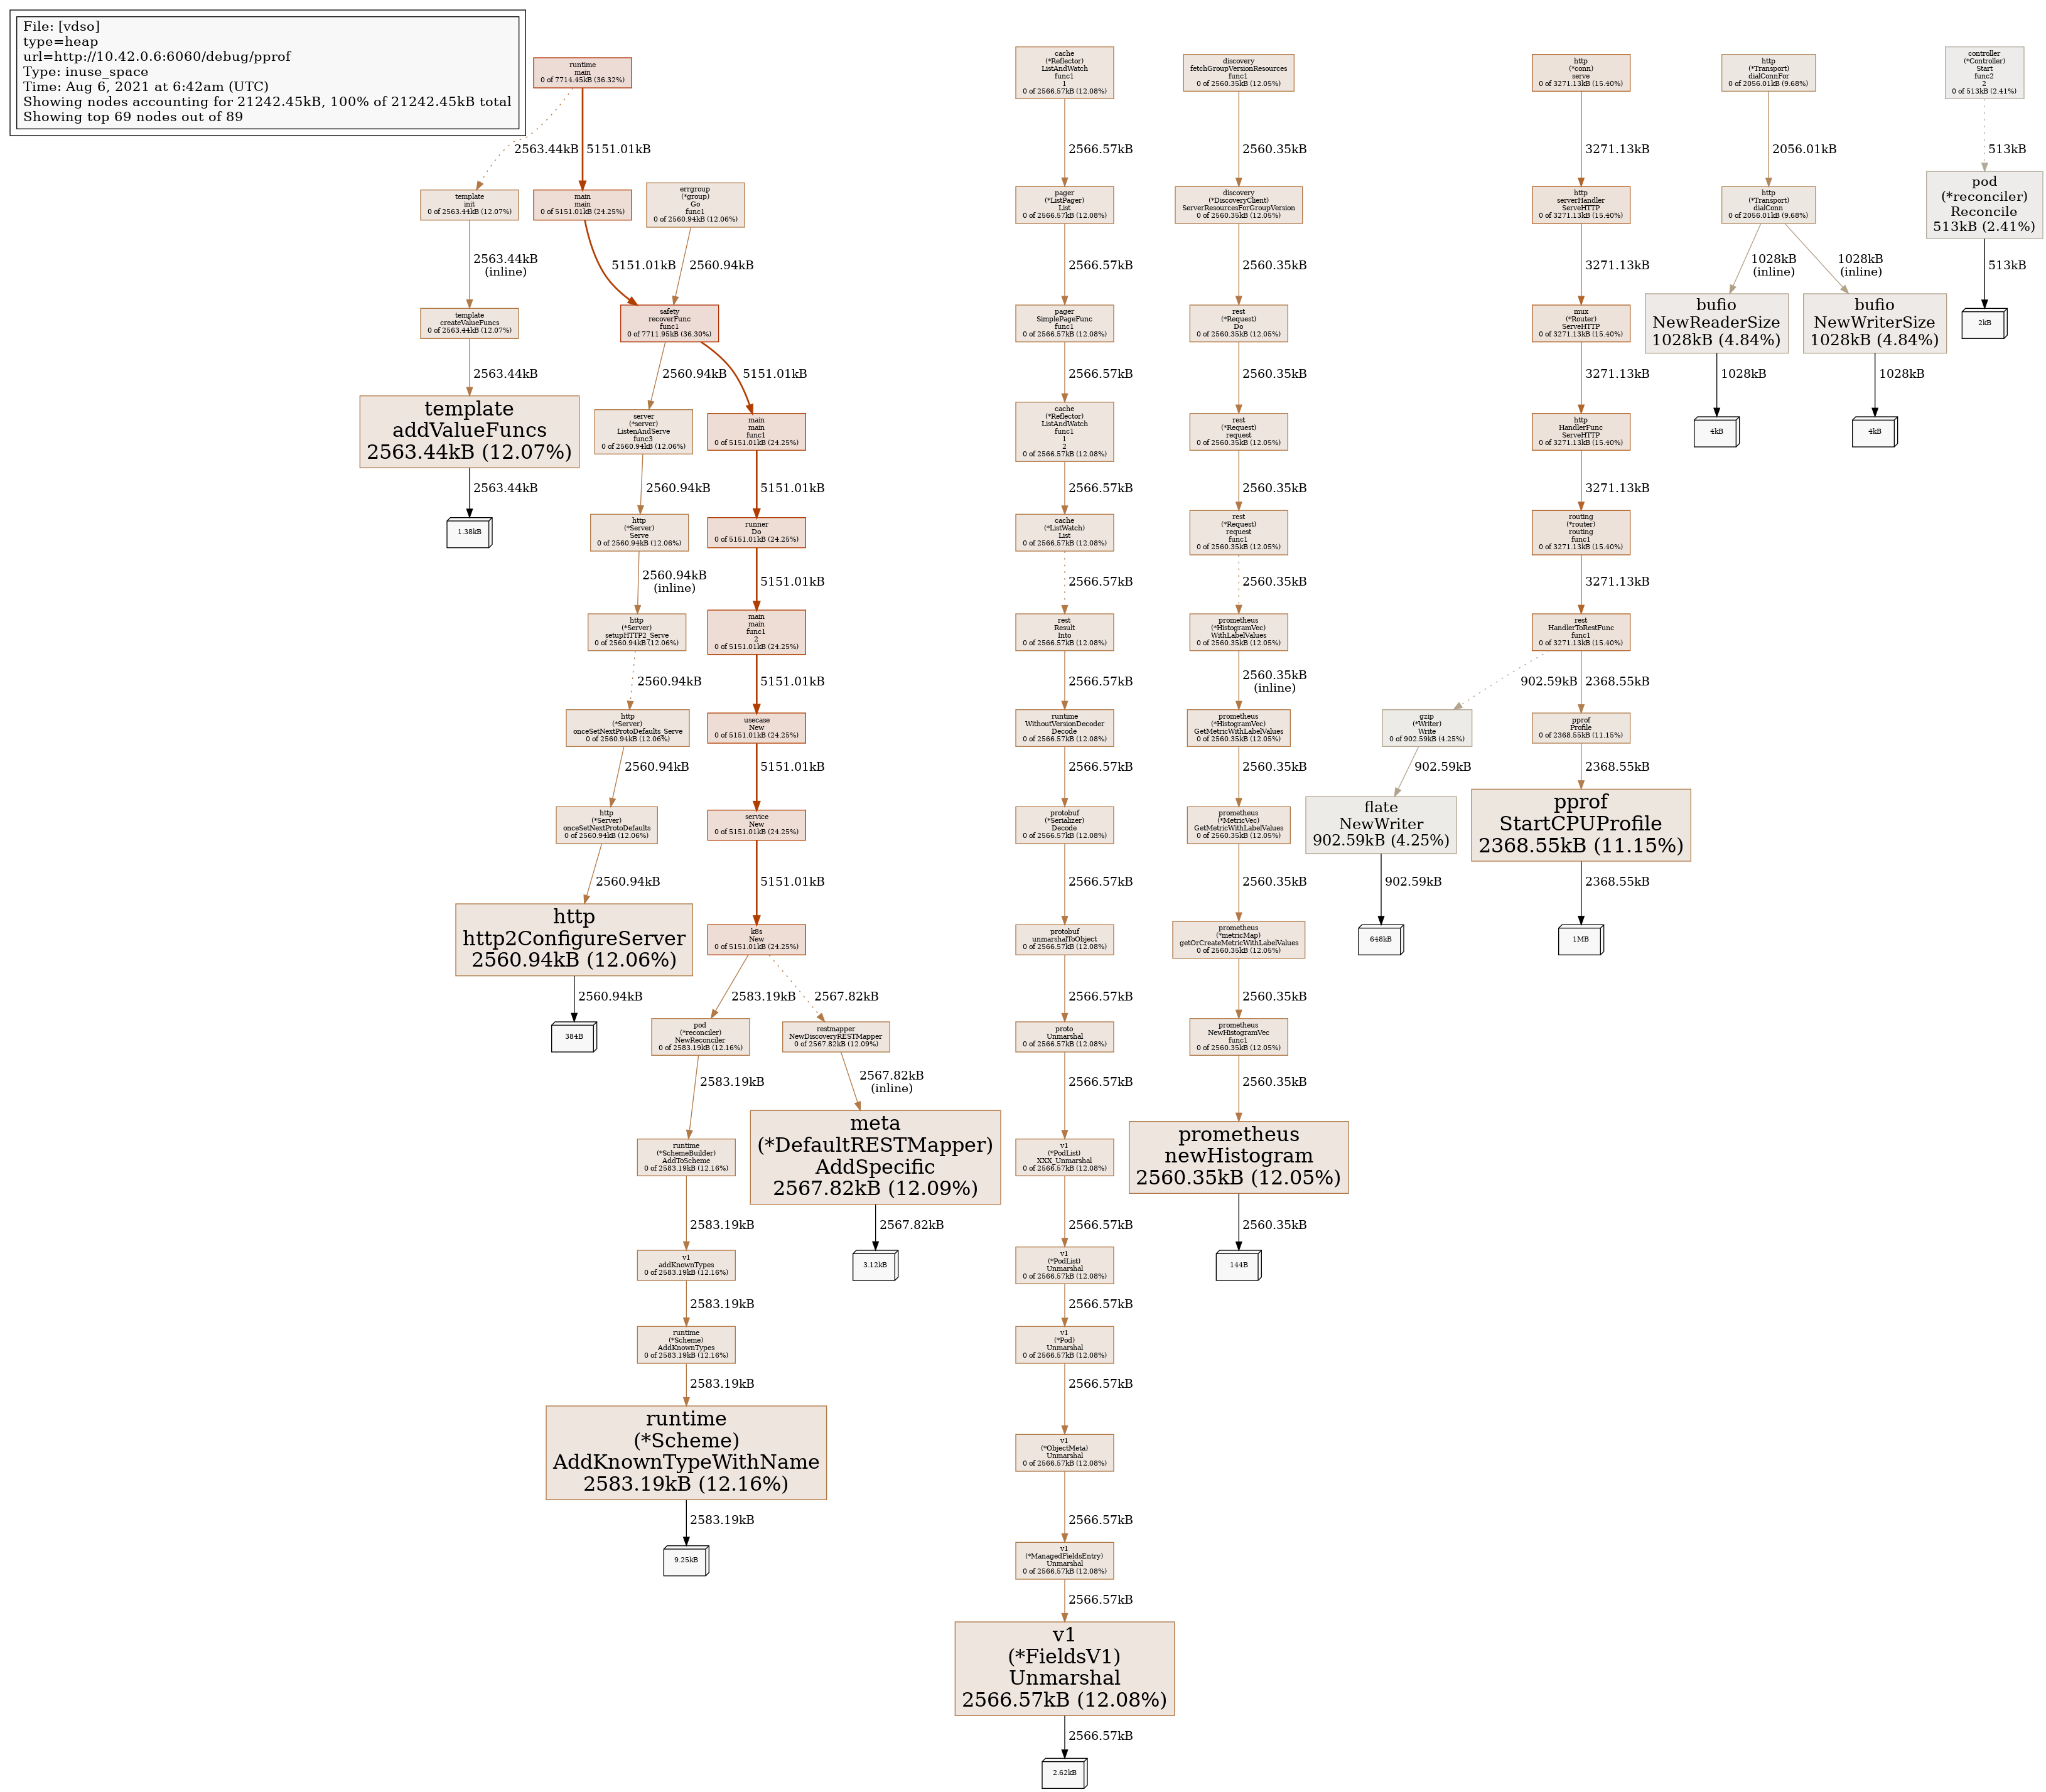 File: [vdso]
type=heap
url=http://10.42.0.6:6060/debug/pprof
Type: inuse_space
Time: Aug 6, 2021 at 6:42am (UTC)
Showing nodes accounting for 21242.45kB, 100% of 21242.45kB total
Showing top 69 nodes out of 89
runtime
main
0 of 7714.45kB (36.32%)
2563.44kB
5151.01kB
template
init
0 of 2563.44kB (12.07%)
2563.44kB
(inline)
template
createValueFuncs
0 of 2563.44kB (12.07%)
2563.44kB
template
addValueFuncs
2563.44kB (12.07%)
2563.44kB
1.38kB
main
main
0 of 5151.01kB (24.25%)
5151.01kB
errgroup
(*group)
Go
func1
0 of 2560.94kB (12.06%)
2560.94kB
safety
recoverFunc
func1
0 of 7711.95kB (36.30%)
2560.94kB
5151.01kB
server
(*server)
ListenAndServe
func3
0 of 2560.94kB (12.06%)
2560.94kB
http
(*Server)
Serve
0 of 2560.94kB (12.06%)
2560.94kB
(inline)
http
(*Server)
setupHTTP2_Serve
0 of 2560.94kB (12.06%)
2560.94kB
http
(*Server)
onceSetNextProtoDefaults_Serve
0 of 2560.94kB (12.06%)
2560.94kB
http
(*Server)
onceSetNextProtoDefaults
0 of 2560.94kB (12.06%)
2560.94kB
http
http2ConfigureServer
2560.94kB (12.06%)
2560.94kB
384B
main
main
func1
0 of 5151.01kB (24.25%)
5151.01kB
runner
Do
0 of 5151.01kB (24.25%)
5151.01kB
main
main
func1
2
0 of 5151.01kB (24.25%)
5151.01kB
usecase
New
0 of 5151.01kB (24.25%)
5151.01kB
service
New
0 of 5151.01kB (24.25%)
5151.01kB
k8s
New
0 of 5151.01kB (24.25%)
2583.19kB
2567.82kB
pod
(*reconciler)
NewReconciler
0 of 2583.19kB (12.16%)
2583.19kB
runtime
(*SchemeBuilder)
AddToScheme
0 of 2583.19kB (12.16%)
2583.19kB
v1
addKnownTypes
0 of 2583.19kB (12.16%)
2583.19kB
runtime
(*Scheme)
AddKnownTypes
0 of 2583.19kB (12.16%)
2583.19kB
runtime
(*Scheme)
AddKnownTypeWithName
2583.19kB (12.16%)
2583.19kB
9.25kB
restmapper
NewDiscoveryRESTMapper
0 of 2567.82kB (12.09%)
2567.82kB
(inline)
meta
(*DefaultRESTMapper)
AddSpecific
2567.82kB (12.09%)
2567.82kB
3.12kB
cache
(*Reflector)
ListAndWatch
func1
1
0 of 2566.57kB (12.08%)
2566.57kB
pager
(*ListPager)
List
0 of 2566.57kB (12.08%)
2566.57kB
pager
SimplePageFunc
func1
0 of 2566.57kB (12.08%)
2566.57kB
cache
(*Reflector)
ListAndWatch
func1
1
2
0 of 2566.57kB (12.08%)
2566.57kB
cache
(*ListWatch)
List
0 of 2566.57kB (12.08%)
2566.57kB
rest
Result
Into
0 of 2566.57kB (12.08%)
2566.57kB
runtime
WithoutVersionDecoder
Decode
0 of 2566.57kB (12.08%)
2566.57kB
protobuf
(*Serializer)
Decode
0 of 2566.57kB (12.08%)
2566.57kB
protobuf
unmarshalToObject
0 of 2566.57kB (12.08%)
2566.57kB
proto
Unmarshal
0 of 2566.57kB (12.08%)
2566.57kB
v1
(*PodList)
XXX_Unmarshal
0 of 2566.57kB (12.08%)
2566.57kB
v1
(*PodList)
Unmarshal
0 of 2566.57kB (12.08%)
2566.57kB
v1
(*Pod)
Unmarshal
0 of 2566.57kB (12.08%)
2566.57kB
v1
(*ObjectMeta)
Unmarshal
0 of 2566.57kB (12.08%)
2566.57kB
v1
(*ManagedFieldsEntry)
Unmarshal
0 of 2566.57kB (12.08%)
2566.57kB
v1
(*FieldsV1)
Unmarshal
2566.57kB (12.08%)
2566.57kB
2.62kB
discovery
fetchGroupVersionResources
func1
0 of 2560.35kB (12.05%)
2560.35kB
discovery
(*DiscoveryClient)
ServerResourcesForGroupVersion
0 of 2560.35kB (12.05%)
2560.35kB
rest
(*Request)
Do
0 of 2560.35kB (12.05%)
2560.35kB
rest
(*Request)
request
0 of 2560.35kB (12.05%)
2560.35kB
rest
(*Request)
request
func1
0 of 2560.35kB (12.05%)
2560.35kB
prometheus
(*HistogramVec)
WithLabelValues
0 of 2560.35kB (12.05%)
2560.35kB
(inline)
prometheus
(*HistogramVec)
GetMetricWithLabelValues
0 of 2560.35kB (12.05%)
2560.35kB
prometheus
(*MetricVec)
GetMetricWithLabelValues
0 of 2560.35kB (12.05%)
2560.35kB
prometheus
(*metricMap)
getOrCreateMetricWithLabelValues
0 of 2560.35kB (12.05%)
2560.35kB
prometheus
NewHistogramVec
func1
0 of 2560.35kB (12.05%)
2560.35kB
prometheus
newHistogram
2560.35kB (12.05%)
2560.35kB
144B
http
(*conn)
serve
0 of 3271.13kB (15.40%)
3271.13kB
http
serverHandler
ServeHTTP
0 of 3271.13kB (15.40%)
3271.13kB
mux
(*Router)
ServeHTTP
0 of 3271.13kB (15.40%)
3271.13kB
http
HandlerFunc
ServeHTTP
0 of 3271.13kB (15.40%)
3271.13kB
routing
(*router)
routing
func1
0 of 3271.13kB (15.40%)
3271.13kB
rest
HandlerToRestFunc
func1
0 of 3271.13kB (15.40%)
902.59kB
2368.55kB
gzip
(*Writer)
Write
0 of 902.59kB (4.25%)
902.59kB
flate
NewWriter
902.59kB (4.25%)
902.59kB
648kB
pprof
Profile
0 of 2368.55kB (11.15%)
2368.55kB
pprof
StartCPUProfile
2368.55kB (11.15%)
2368.55kB
1MB
http
(*Transport)
dialConnFor
0 of 2056.01kB (9.68%)
2056.01kB
http
(*Transport)
dialConn
0 of 2056.01kB (9.68%)
1028kB
(inline)
1028kB
(inline)
bufio
NewReaderSize
1028kB (4.84%)
1028kB
4kB
bufio
NewWriterSize
1028kB (4.84%)
1028kB
4kB
controller
(*Controller)
Start
func2
2
0 of 513kB (2.41%)
513kB
pod
(*reconciler)
Reconcile
513kB (2.41%)
513kB
2kB